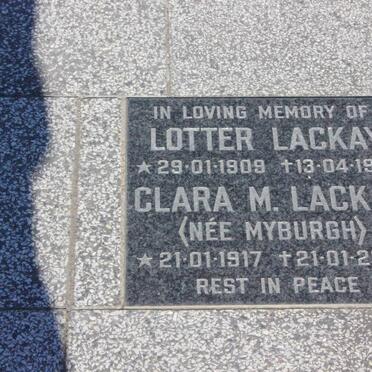 IN LOVING MEMORY OF
LOTTER LACKAY
★ 29·01·1909 †13·04·19
CLARA M. LACK
(NÉE MYBURGH)
★ 21·01·1917 †21·01·2
REST IN PEACE